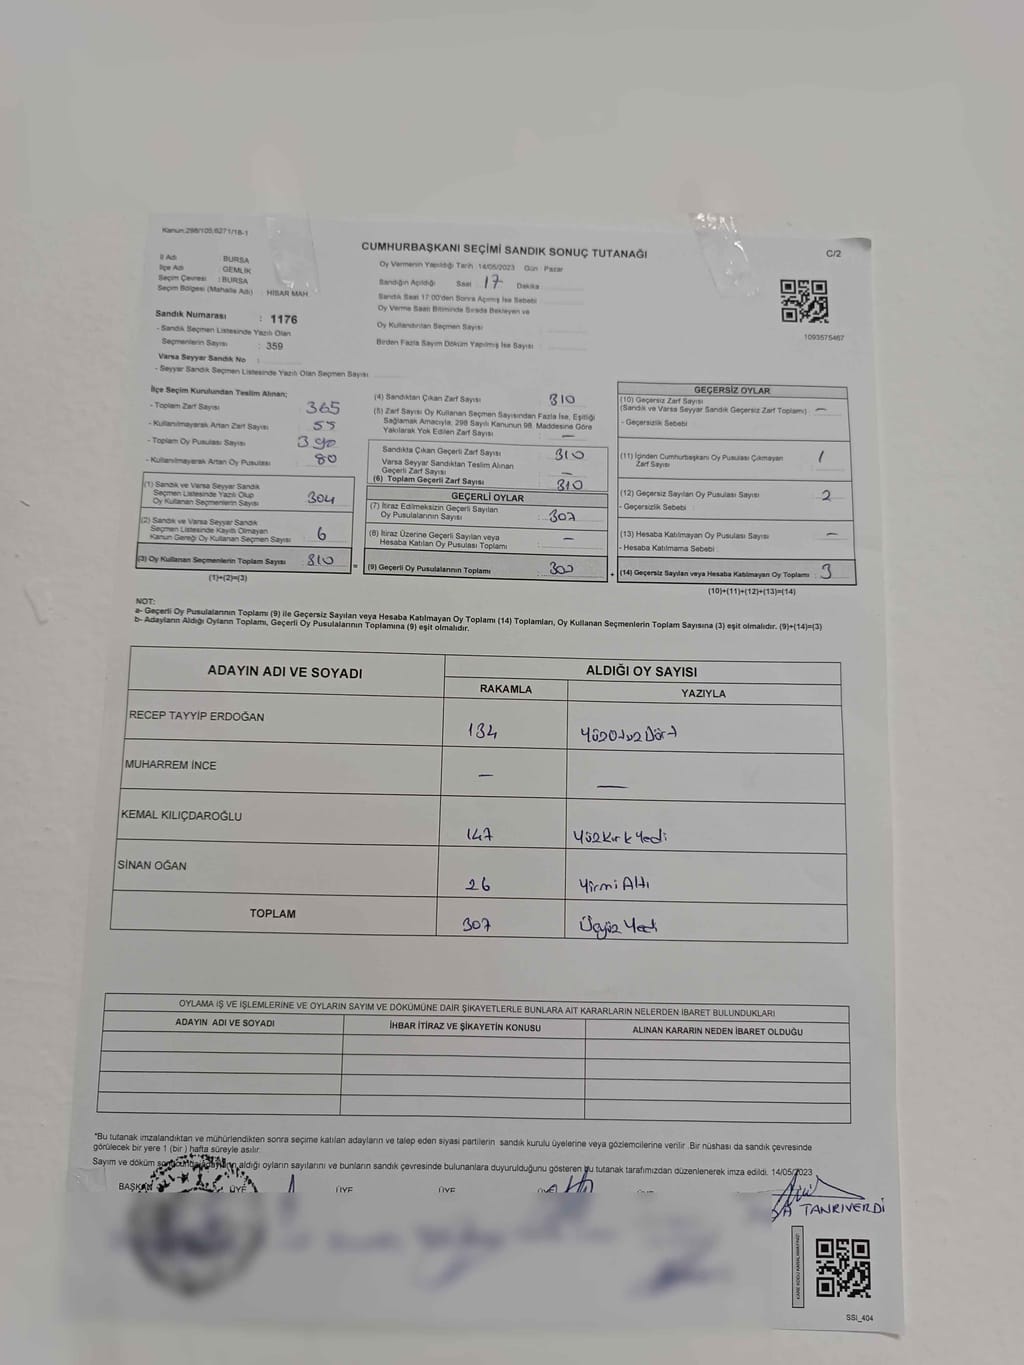 Kanun:298/105,6271/18-1
CUMHURBAŞKANI SEÇİMİ SANDIK SONUÇ TUTANAĞI
C/2
İl Adı : BURSA
İlçe Adı : GEMLİK
Seçim Çevresi : BURSA
Seçim Bölgesi (Mahalle Adı) : HİSAR MAH
Sandık Numarası : 1176
- Sandık Seçmen Listesinde Yazılı Olan
Seçmenlerin Sayısı : 359
Varsa Seyyar Sandık No :
- Seyyar Sandık Seçmen Listesinde Yazılı Olan Seçmen Sayısı
Oy Vermenin Yapıldığı Tarih : 14/05/2023 Gün : Pazar
Sandığın Açıldığı Saat : 17 Dakika
Sandık Saat 17:00'den Sonra Açılmış İse Sebebi
Oy Verme Saati Bitiminde Sırada Bekleyen ve
Oy Kullandırılan Seçmen Sayısı :
Birden Fazla Sayım Döküm Yapılmış İse Sayısı :
1093575467
İlçe Seçim Kurulundan Teslim Alınan;
- Toplam Zarf Sayısı : 365
- Kullanılmayarak Artan Zarf Sayısı : 55
- Toplam Oy Pusulası Sayısı : 390
- Kullanılmayarak Artan Oy Pusulası : 80
(1) Sandık ve Varsa Seyyar Sandık
Seçmen Listesinde Yazılı Olup
Oy Kullanan Seçmenlerin Sayısı : 304
(2) Sandık ve Varsa Seyyar Sandık
Seçmen Listesinde Kayıtlı Olmayan
Kanun Gereği Oy Kullanan Seçmen Sayısı : 6
(3) Oy Kullanan Seçmenlerin Toplam Sayısı : 310
(1)+(2)=(3)
(4) Sandıktan Çıkan Zarf Sayısı : 310
(5) Zarf Sayısı Oy Kullanan Seçmen Sayısından Fazla İse, Eşitliği
Sağlamak Amacıyla, 298 Sayılı Kanunun 98. Maddesine Göre
Yakılarak Yok Edilen Zarf Sayısı : —
Sandıkta Çıkan Geçerli Zarf Sayısı : 310
Varsa Seyyar Sandıktan Teslim Alınan
Geçerli Zarf Sayısı : —
(6) Toplam Geçerli Zarf Sayısı : 310
GEÇERLİ OYLAR
(7) İtiraz Edilmeksizin Geçerli Sayılan
Oy Pusulalarının Sayısı : 307
(8) İtiraz Üzerine Geçerli Sayılan veya
Hesaba Katılan Oy Pusulası Toplamı : —
(9) Geçerli Oy Pusulalarının Toplamı :
GEÇERSİZ OYLAR
(10) Geçersiz Zarf Sayısı
(Sandık ve Varsa Seyyar Sandık Geçersiz Zarf Toplamı) : —
- Geçersizlik Sebebi
(11) İçinden Cumhurbaşkanı Oy Pusulası Çıkmayan
Zarf Sayısı : 1
(12) Geçersiz Sayılan Oy Pusulası Sayısı : 2
- Geçersizlik Sebebi :
(13) Hesaba Katılmayan Oy Pusulası Sayısı : —
- Hesaba Katılmama Sebebi :
(14) Geçersiz Sayılan veya Hesaba Katılmayan Oy Toplamı : 3
(10)+(11)+(12)+(13)=(14)
NOT:
a- Geçerli Oy Pusulalarının Toplamı (9) ile Geçersiz Sayılan veya Hesaba Katılmayan Oy Toplamı (14) Toplamları, Oy Kullanan Seçmenlerin Toplam Sayısına (3) eşit olmalıdır. (9)+(14)=(3)
b- Adayların Aldığı Oyların Toplamı, Geçerli Oy Pusulalarının Toplamına (9) eşit olmalıdır.
ADAYIN ADI VE SOYADI ALDIĞI OY SAYISI
RAKAMLA YAZIYLA
RECEP TAYYİP ERDOĞAN 134 YüzOtuzDört
MUHARREM İNCE — —
KEMAL KILIÇDAROĞLU 147 YüzKırkYedi
SİNAN OĞAN 26 YirmiAltı
TOPLAM 307 ÜçyüzYedi
OYLAMA İŞ VE İŞLEMLERİNE VE OYLARIN SAYIM VE DÖKÜMÜNE DAİR ŞİKAYETLERLE BUNLARA AİT KARARLARIN NELERDEN İBARET BULUNDUKLARI
ADAYIN ADI VE SOYADI İHBAR İTİRAZ VE ŞİKAYETİN KONUSU ALINAN KARARIN NEDEN İBARET OLDUĞU
*Bu tutanak imzalandıktan ve mühürlendikten sonra seçime katılan adayların ve talep eden siyasi partilerin sandık kurulu üyelerine veya gözlemcilerine verilir .Bir nüshası da sandık çevresinde
görülecek bir yere 1 (bir ) hafta süreyle asılır.
Sayım ve döküm aldığı oyların sayılarını ve bunların sandık çevresinde bulunanlara duyurulduğunu gösteren bu tutanak tarafımızdan düzenlenerek imza edildi. 14/05/2023
BAŞKAN ÜYE ÜYE ÜYE
TANRIVERDİ
SSI_404